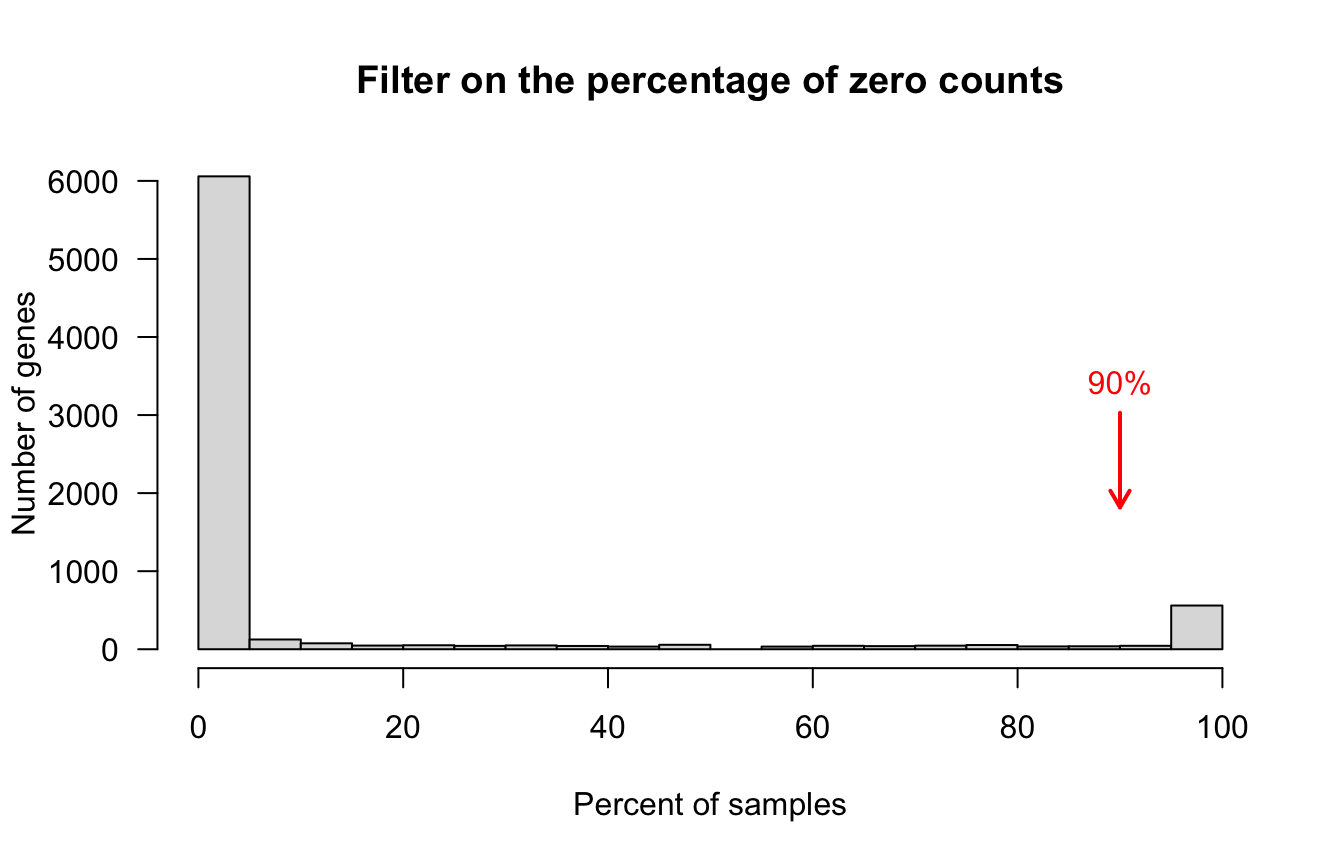 Filter on the percentage of zero counts
Number of genes
6000
5000
4000
3000
2000
1000
0
90%
0 20 40 60 80 100
Percent of samples